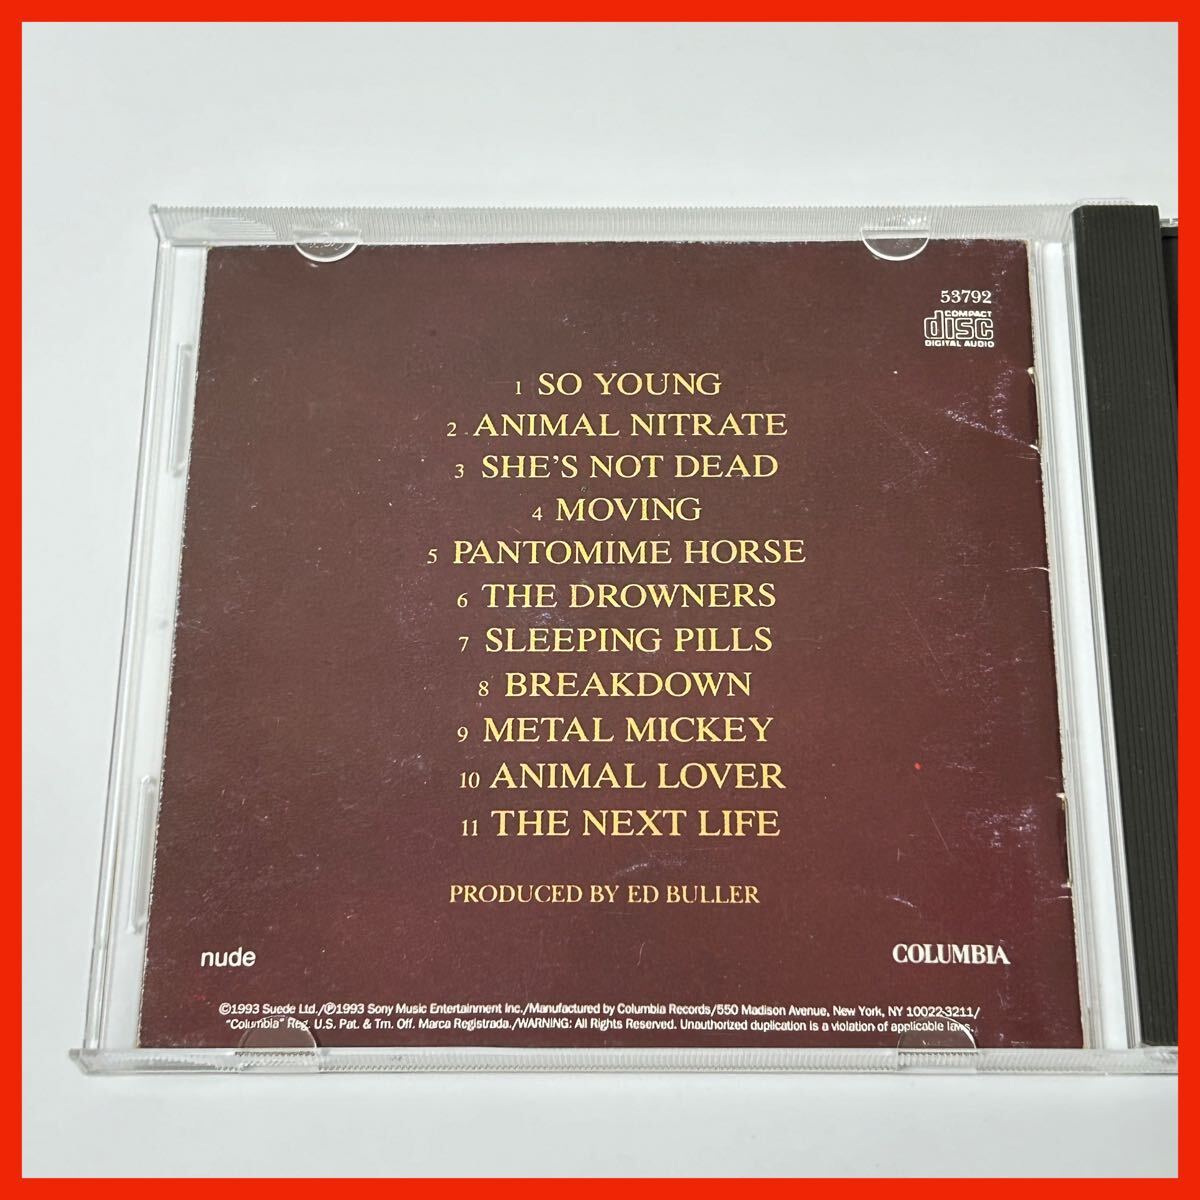 53792
COMPACT
disc
DIGITAL AUDIO
1 SO YOUNG
2 ANIMAL NITRATE
3 SHE'S NOT DEAD
4 MOVING
5 PANTOMIME HORSE
6 THE DROWNERS
7 SLEEPING PILLS
8 BREAKDOWN
9 METAL MICKEY
10 ANIMAL LOVER
11 THE NEXT LIFE
PRODUCED BY ED BULLER
nude
COLUMBIA
©1993 Suede Ltd./℗1993 Sony Music Entertainment Inc./Manufactured by Columbia Records/550 Madison Avenue, New York, NY 10022-3211/
"Columbia" Reg. U.S. Pat. & Tm. Off. Marca Registrada./WARNING: All Rights Reserved. Unauthorized duplication is a violation of applicable laws.